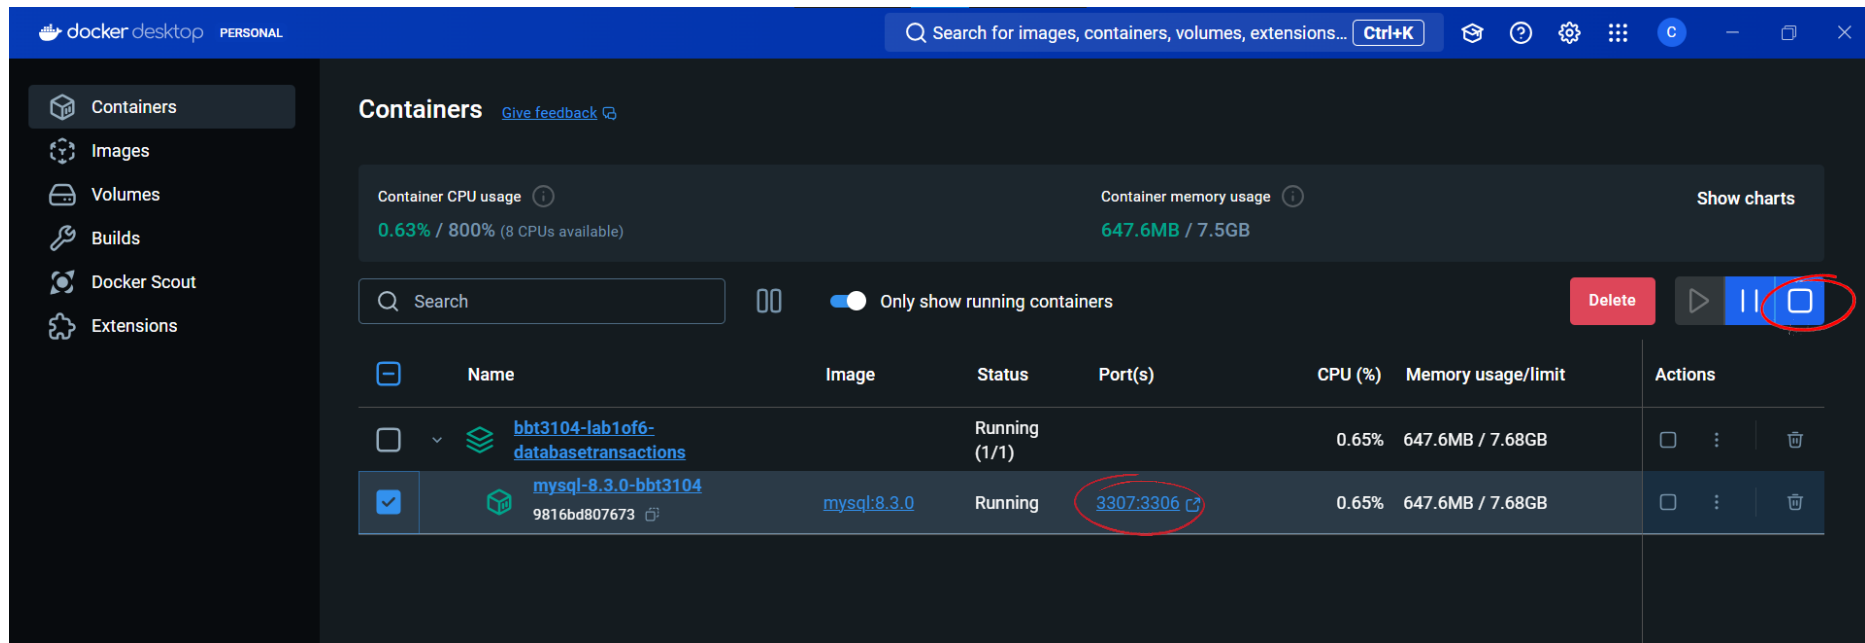 docker desktop PERSONAL
Search for images, containers, volumes, extensions... Ctrl+K
C
Containers
Images
Volumes
Builds
Docker Scout
Extensions
Containers Give feedback
Container CPU usage
0.63% / 800% (8 CPUs available)
Container memory usage
647.6MB / 7.5GB
Show charts
Search
Only show running containers
Delete
Name Image Status Port(s) CPU (%) Memory usage/limit Actions
bbt3104-lab1of6-
databasetransactions
Running
(1/1)
0.65% 647.6MB / 7.68GB
mysql-8.3.0-bbt3104
9816bd807673
mysql:8.3.0 Running 3307:3306 0.65% 647.6MB / 7.68GB